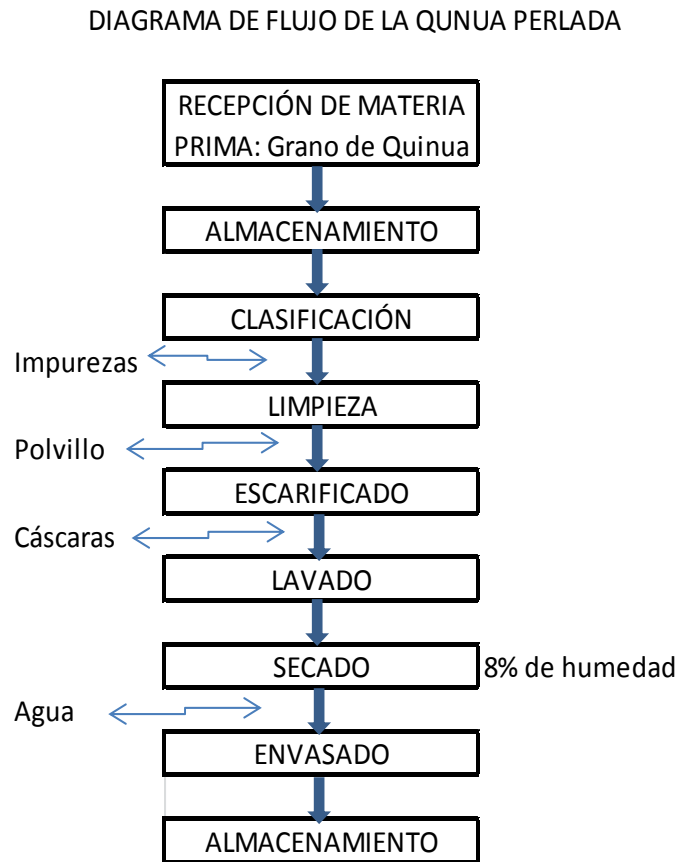 DIAGRAMA DE FLUJO DE LA QUNUA PERLADA
RECEPCIÓN DE MATERIA
PRIMA: Grano de Quinua
ALMACENAMIENTO
CLASIFICACIÓN
Impurezas
LIMPIEZA
Polvillo
ESCARIFICADO
Cáscaras
LAVADO
SECADO 8% de humedad
Agua
ENVASADO
ALMACENAMIENTO